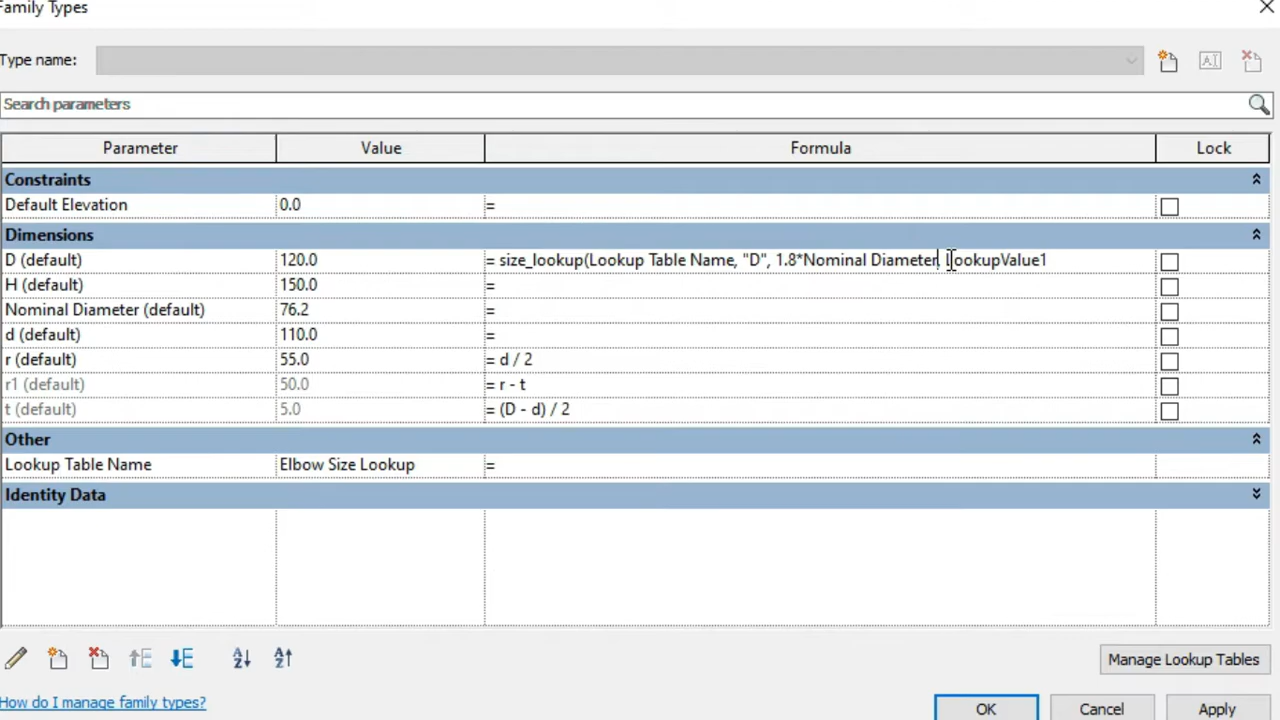 Family Types
Type name:
Search parameters
Parameter Value Formula Lock
Constraints
Default Elevation 0.0 =
Dimensions
D (default) 120.0 = size_lookup(Lookup Table Name, "D", 1.8*Nominal Diameter, LookupValue1
H (default) 150.0 =
Nominal Diameter (default) 76.2 =
d (default) 110.0 =
r (default) 55.0 = d / 2
r1 (default) 50.0 = r - t
t (default) 5.0 = (D - d) / 2
Other
Lookup Table Name Elbow Size Lookup =
Identity Data
Manage Lookup Tables
How do I manage family types?
OK Cancel Apply